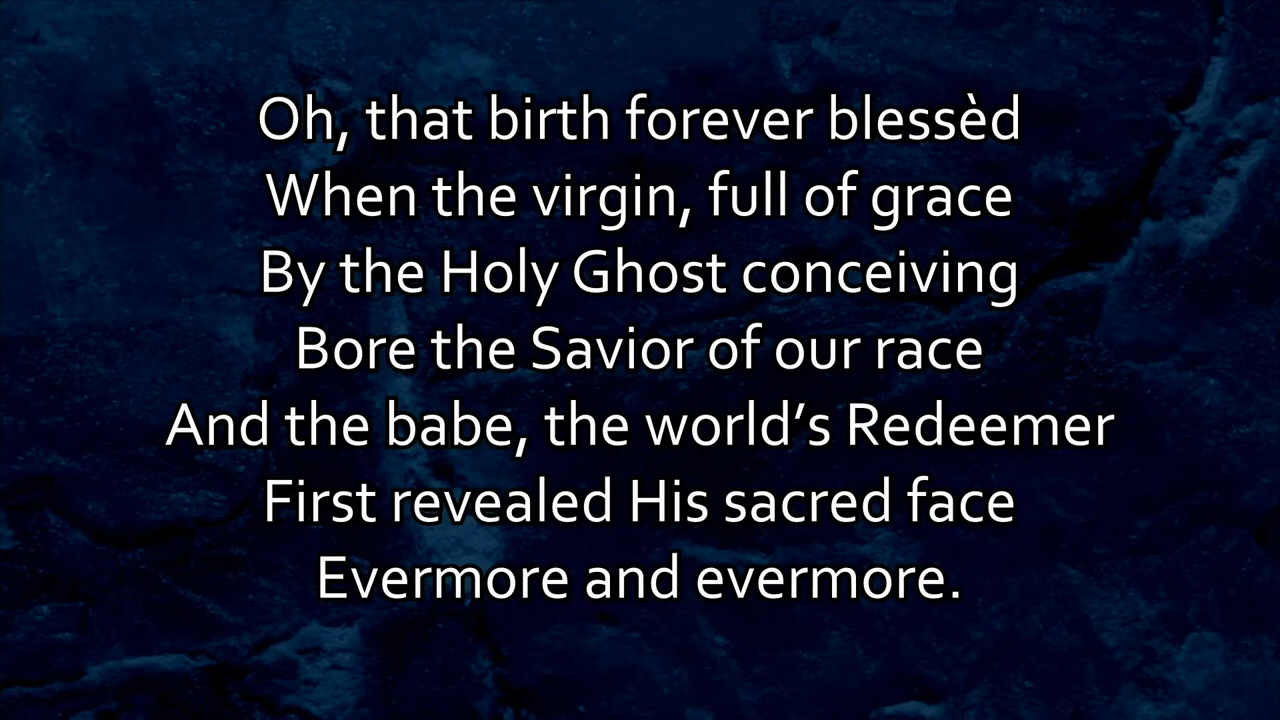 Oh, that birth forever blessèd
When the virgin, full of grace
By the Holy Ghost conceiving
Bore the Savior of our race
And the babe, the world’s Redeemer
First revealed His sacred face
Evermore and evermore.